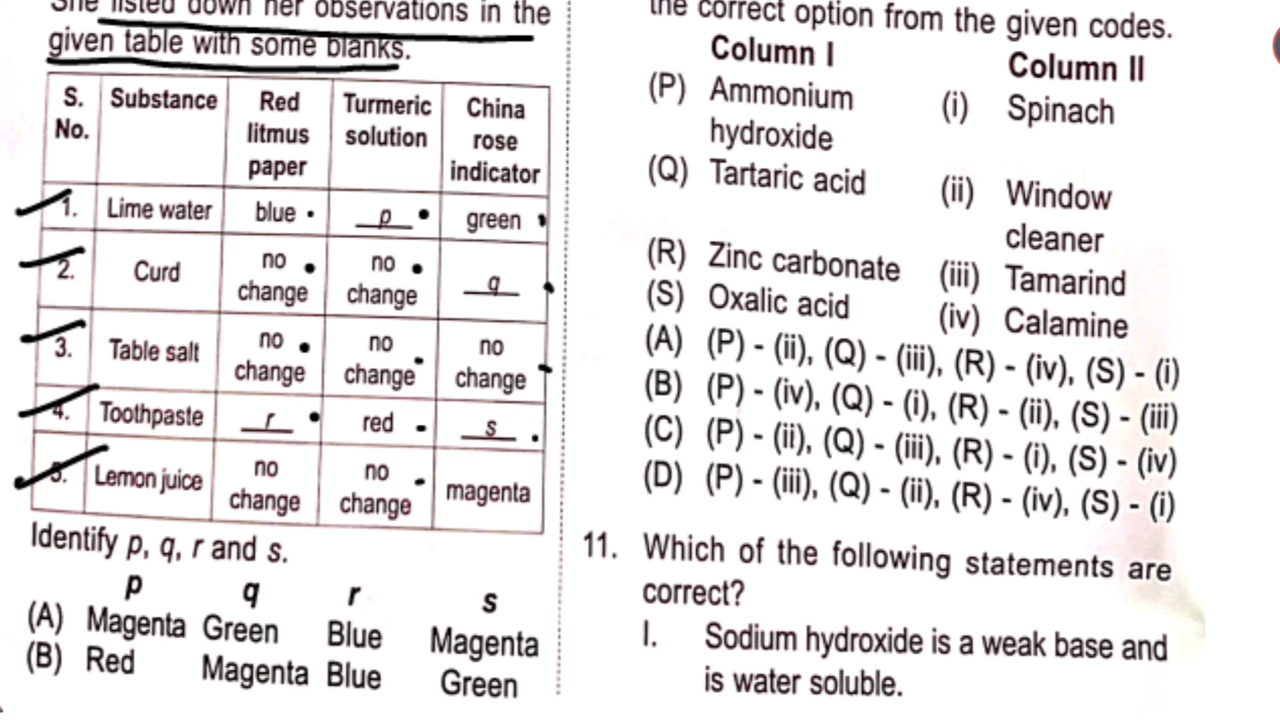 She listed down her observations in the
given table with some blanks.
S. No. Substance Red litmus paper Turmeric solution China rose indicator
1. Lime water blue p green
2. Curd no change no change q
3. Table salt no change no change no change
4. Toothpaste r red s
5. Lemon juice no change no change magenta
Identify p, q, r and s.
p q r s
(A) Magenta Green Blue Magenta
(B) Red Magenta Blue Green
the correct option from the given codes.
Column I Column II
(P) Ammonium hydroxide (i) Spinach
(Q) Tartaric acid (ii) Window cleaner
(R) Zinc carbonate (iii) Tamarind
(S) Oxalic acid (iv) Calamine
(A) (P) - (ii), (Q) - (iii), (R) - (iv), (S) - (i)
(B) (P) - (iv), (Q) - (i), (R) - (ii), (S) - (iii)
(C) (P) - (ii), (Q) - (iii), (R) - (i), (S) - (iv)
(D) (P) - (iii), (Q) - (ii), (R) - (iv), (S) - (i)
11. Which of the following statements are
correct?
I. Sodium hydroxide is a weak base and
is water soluble.